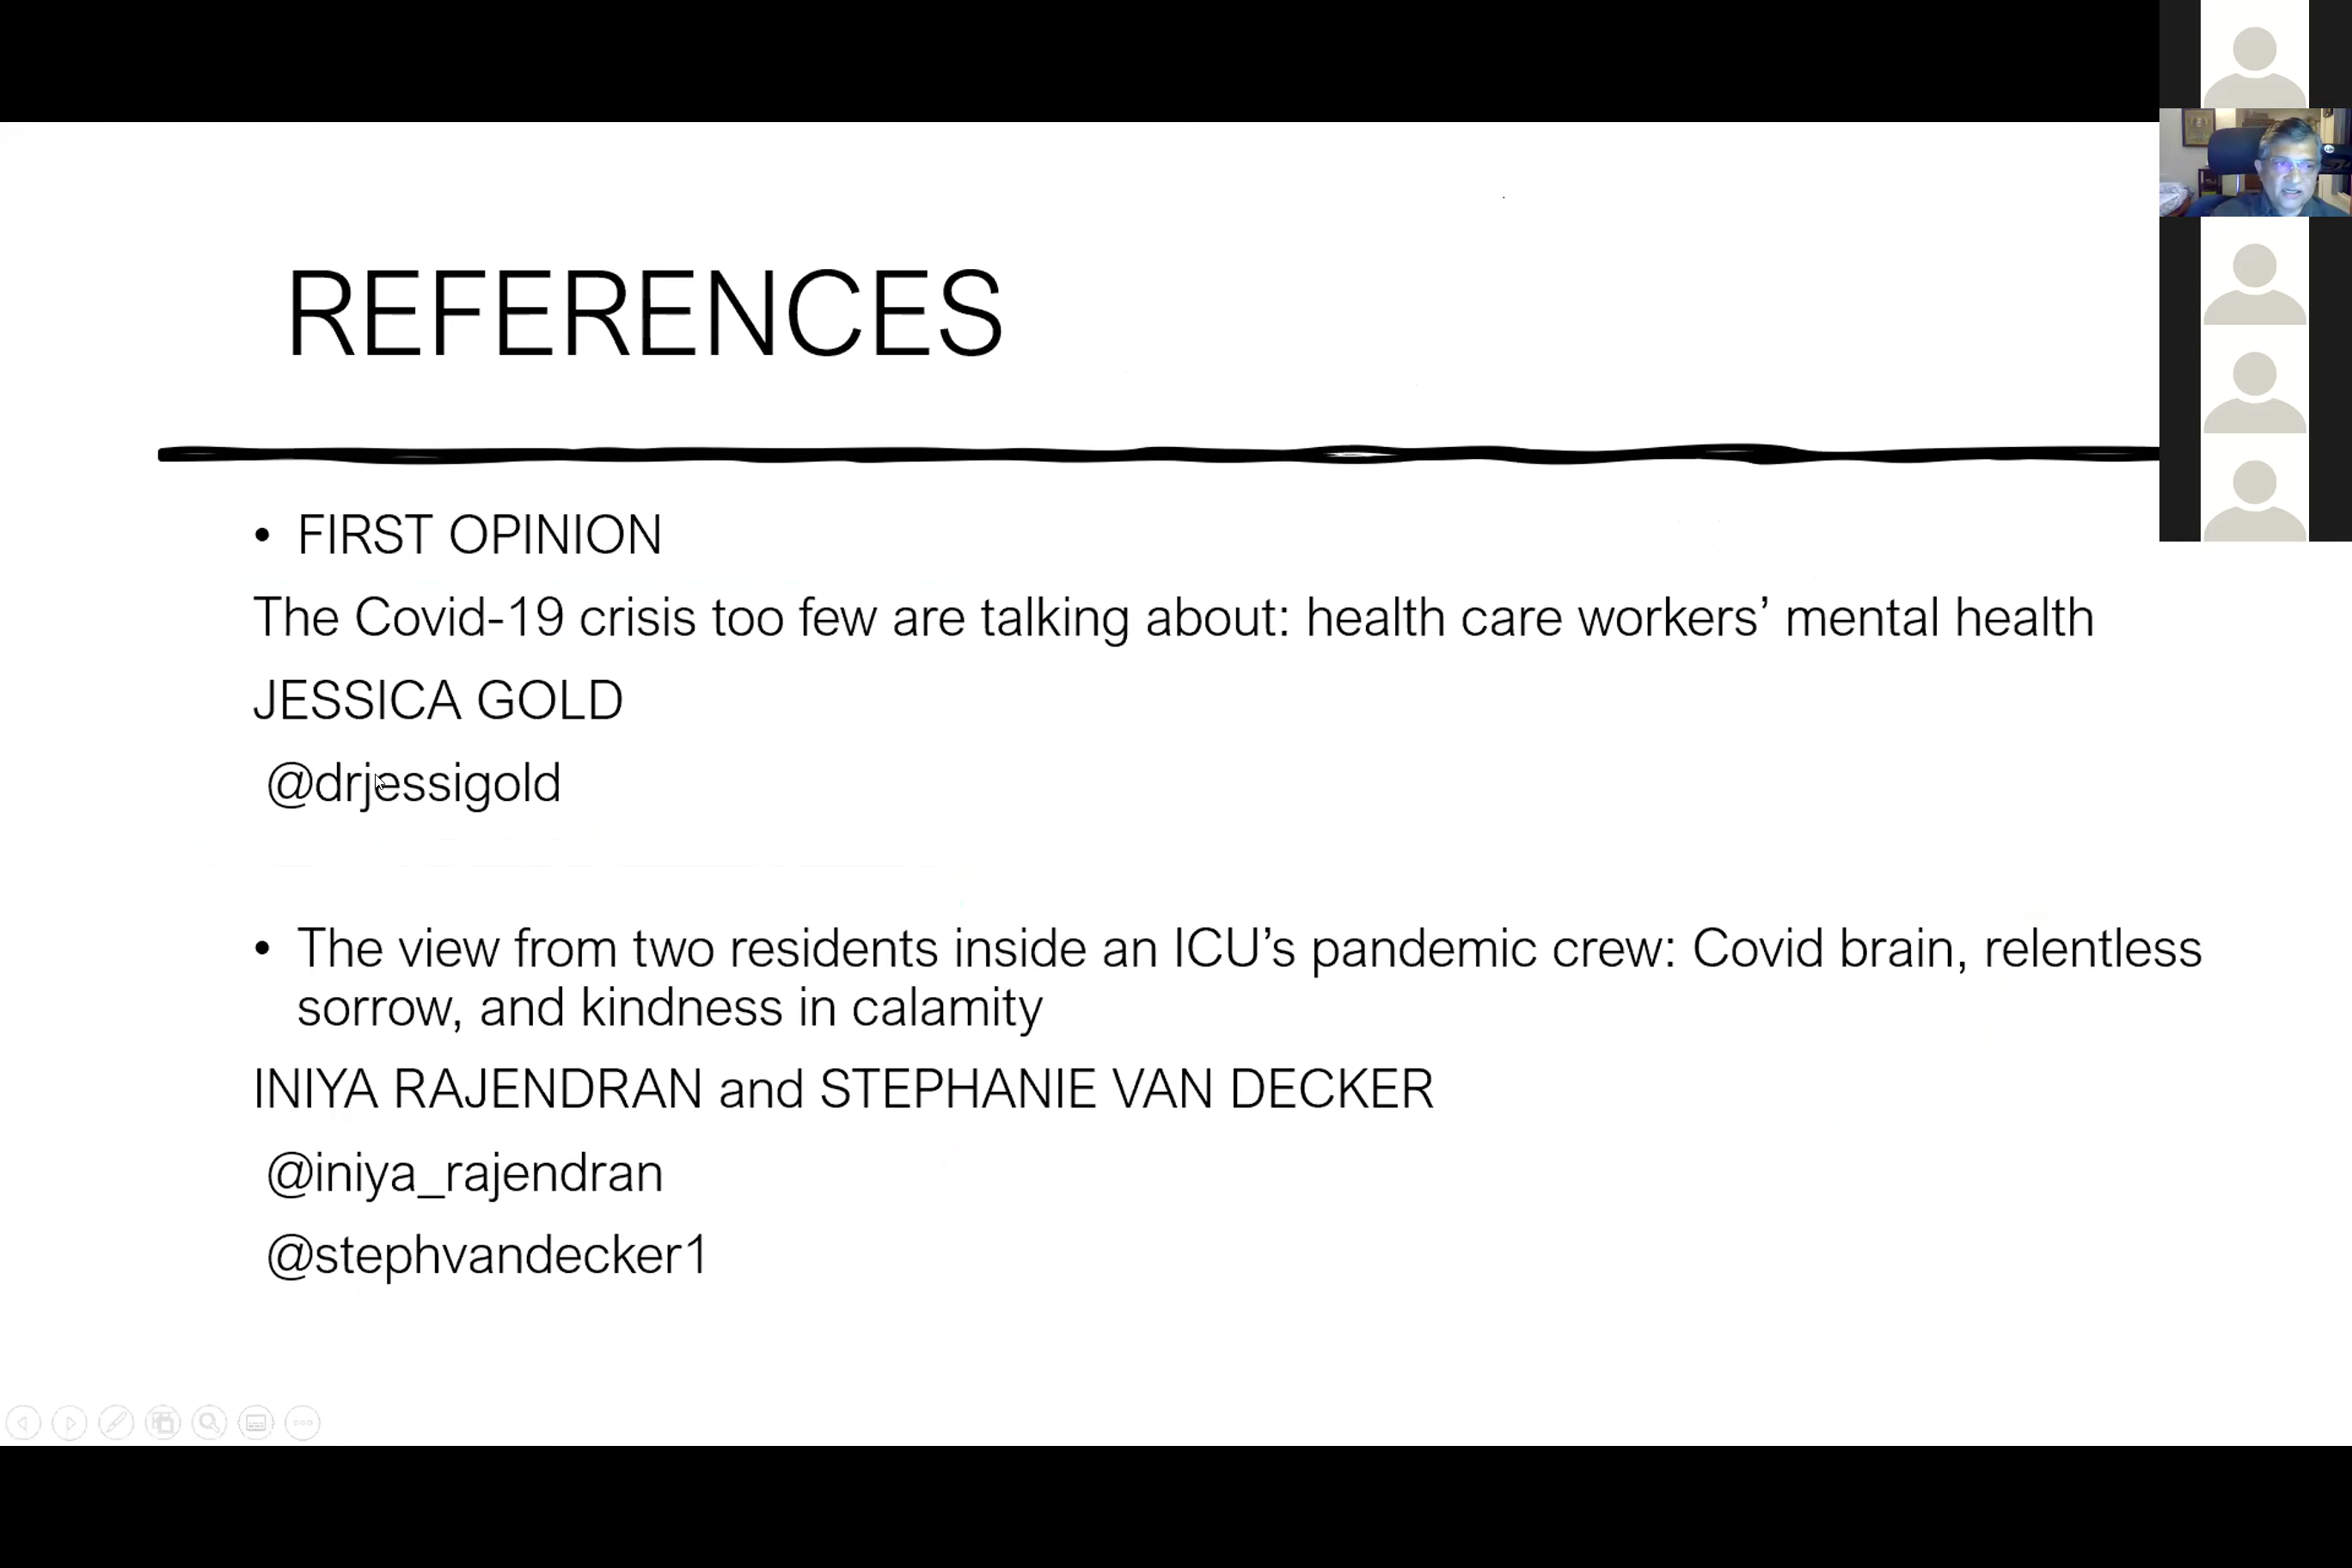 REFERENCES
• FIRST OPINION
The Covid-19 crisis too few are talking about: health care workers’ mental health
JESSICA GOLD
@drjessigold
• The view from two residents inside an ICU’s pandemic crew: Covid brain, relentless
sorrow, and kindness in calamity
INIYA RAJENDRAN and STEPHANIE VAN DECKER
@iniya_rajendran
@stephvandecker1